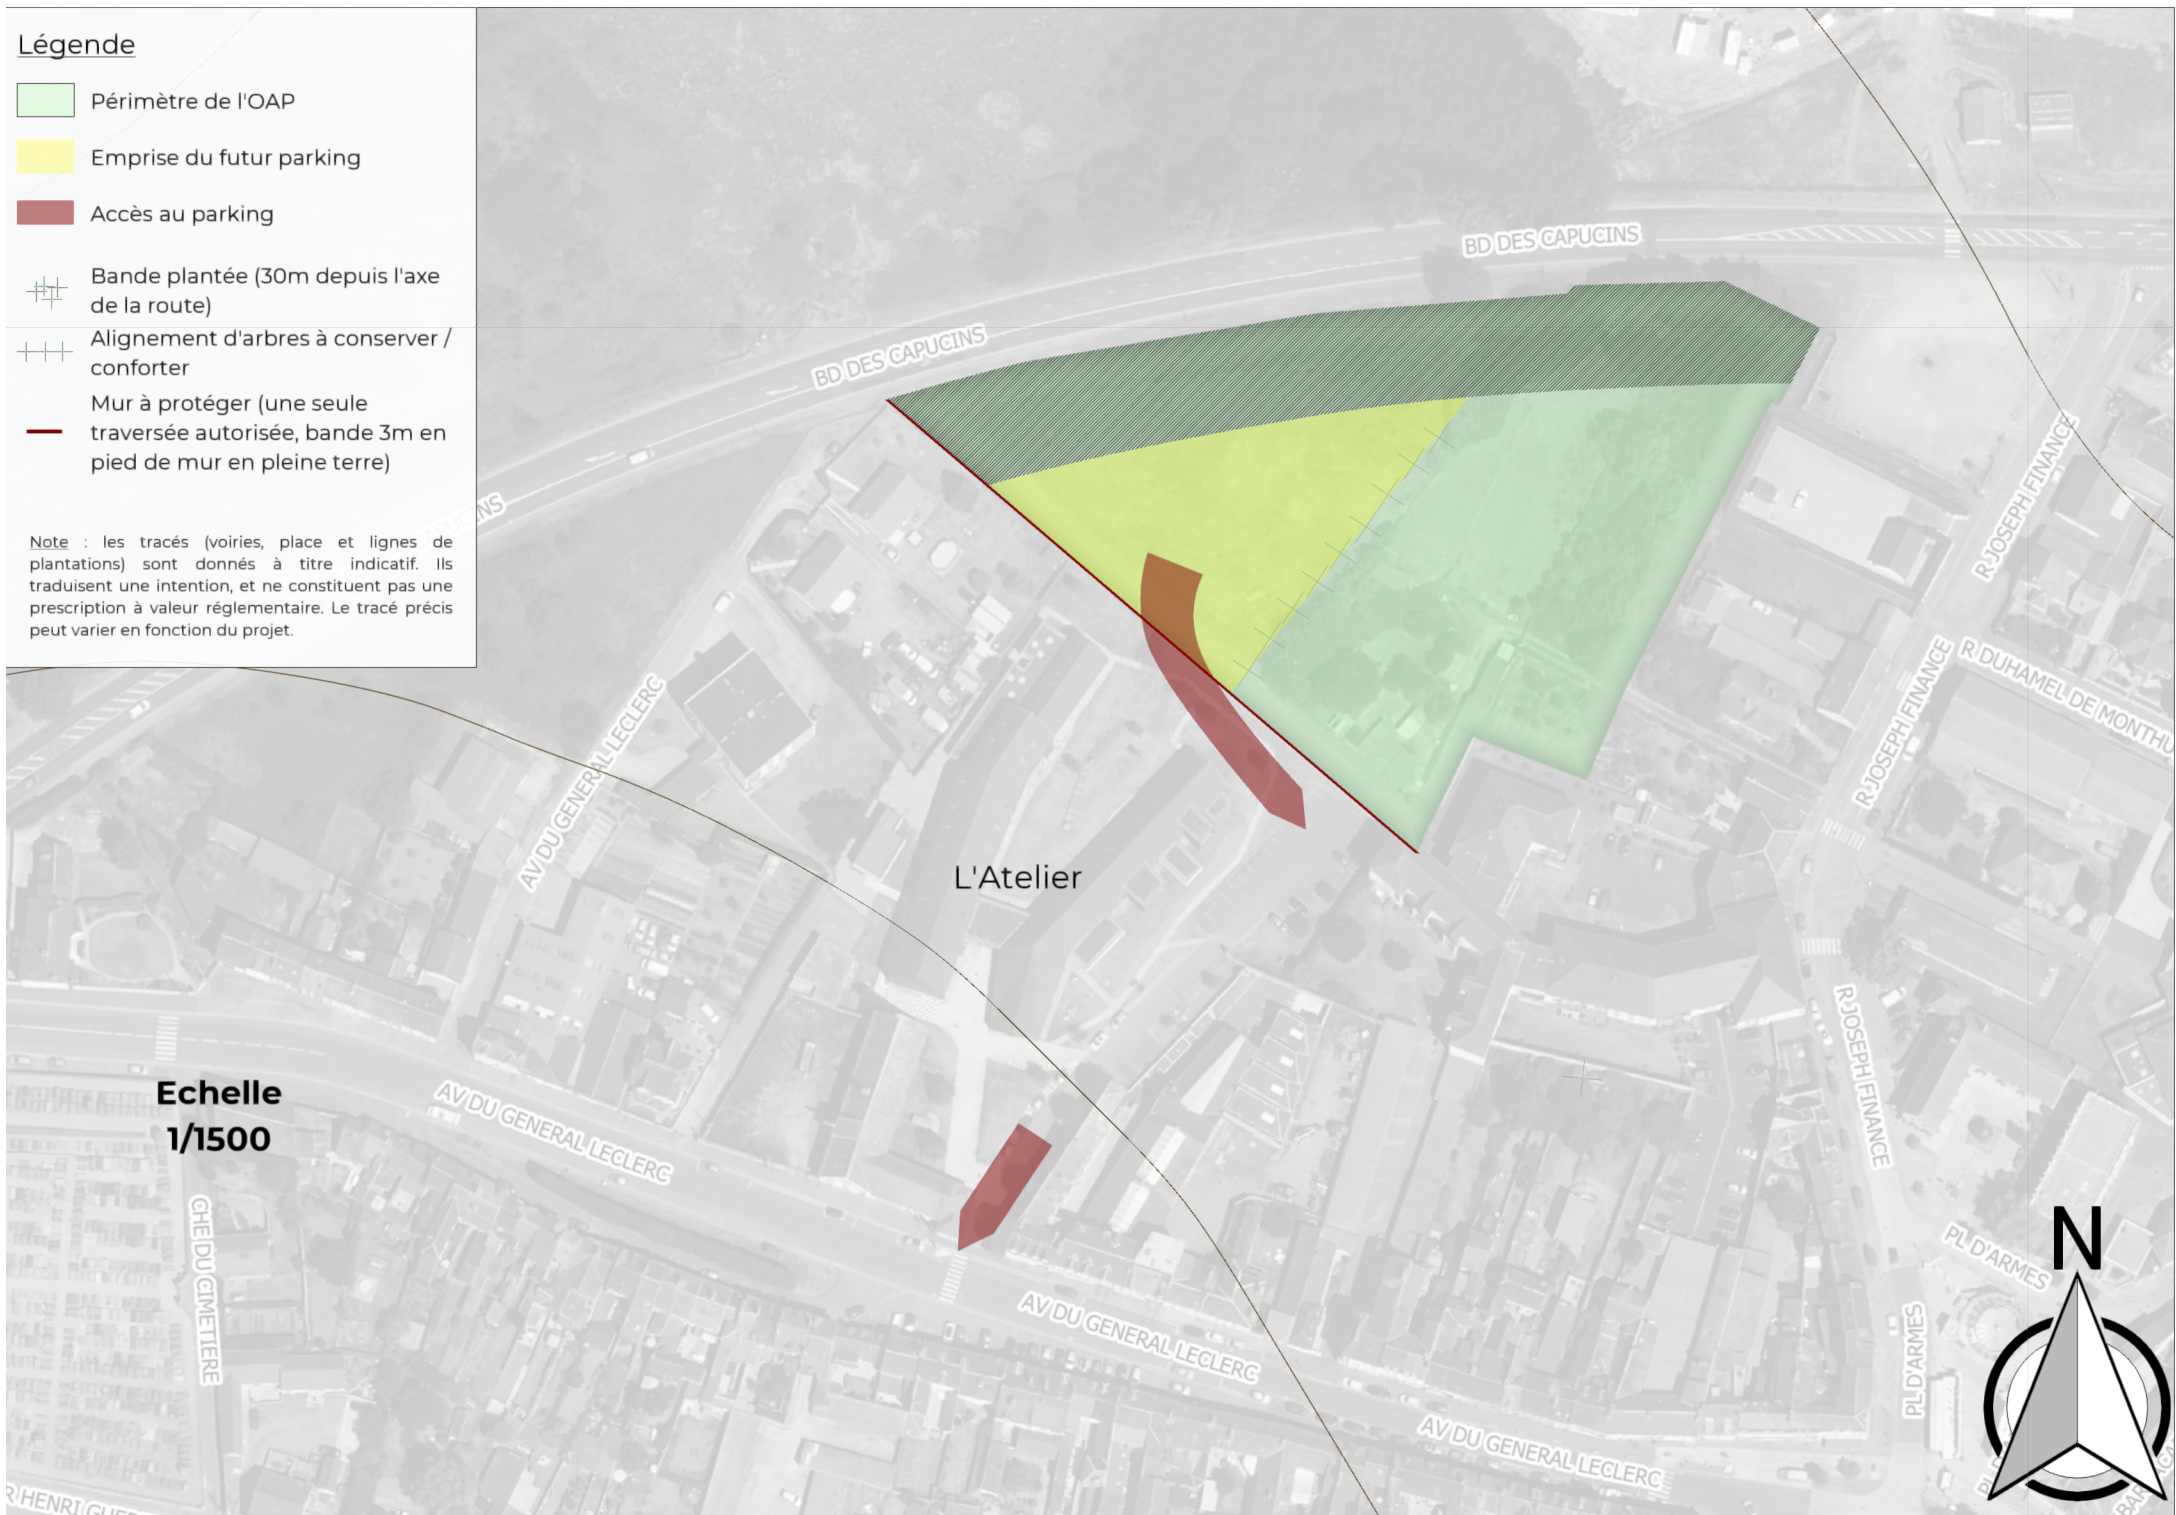 Légende
Périmètre de l'OAP
Emprise du futur parking
Accès au parking
Bande plantée (30m depuis l'axe
de la route)
Alignement d'arbres à conserver /
conforter
Mur à protéger (une seule
traversée autorisée, bande 3m en
pied de mur en pleine terre)
Note : les tracés (voiries, place et lignes de
plantations) sont donnés à titre indicatif. Ils
traduisent une intention, et ne constituent pas une
prescription à valeur réglementaire. Le tracé précis
peut varier en fonction du projet.
BD DES CAPUCINS
BD DES CAPUCINS
R JOSEPH FINANCE
R DUHAMEL DE MONTHU
R JOSEPH FINANCE
AV DU GENERAL LECLERC
L'Atelier
R JOSEPH FINANCE
Echelle
1/1500
AV DU GENERAL LECLERC
CHE DU CIMETIERE
AV DU GENERAL LECLERC
PL D'ARMES
N
PL D'ARMES
AV DU GENERAL LECLERC